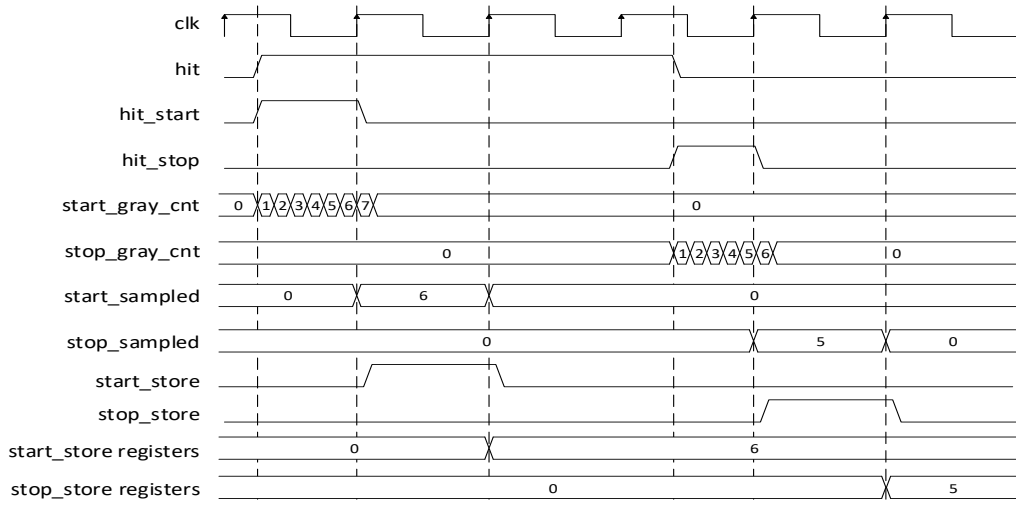 clk
hit
hit_start
hit_stop
start_gray_cnt 0 1 2 3 4 5 6 7 0
stop_gray_cnt 0 1 2 3 4 5 6 0
start_sampled 0 6 0
stop_sampled 0 5 0
start_store
stop_store
start_store registers 0 6
stop_store registers 0 5